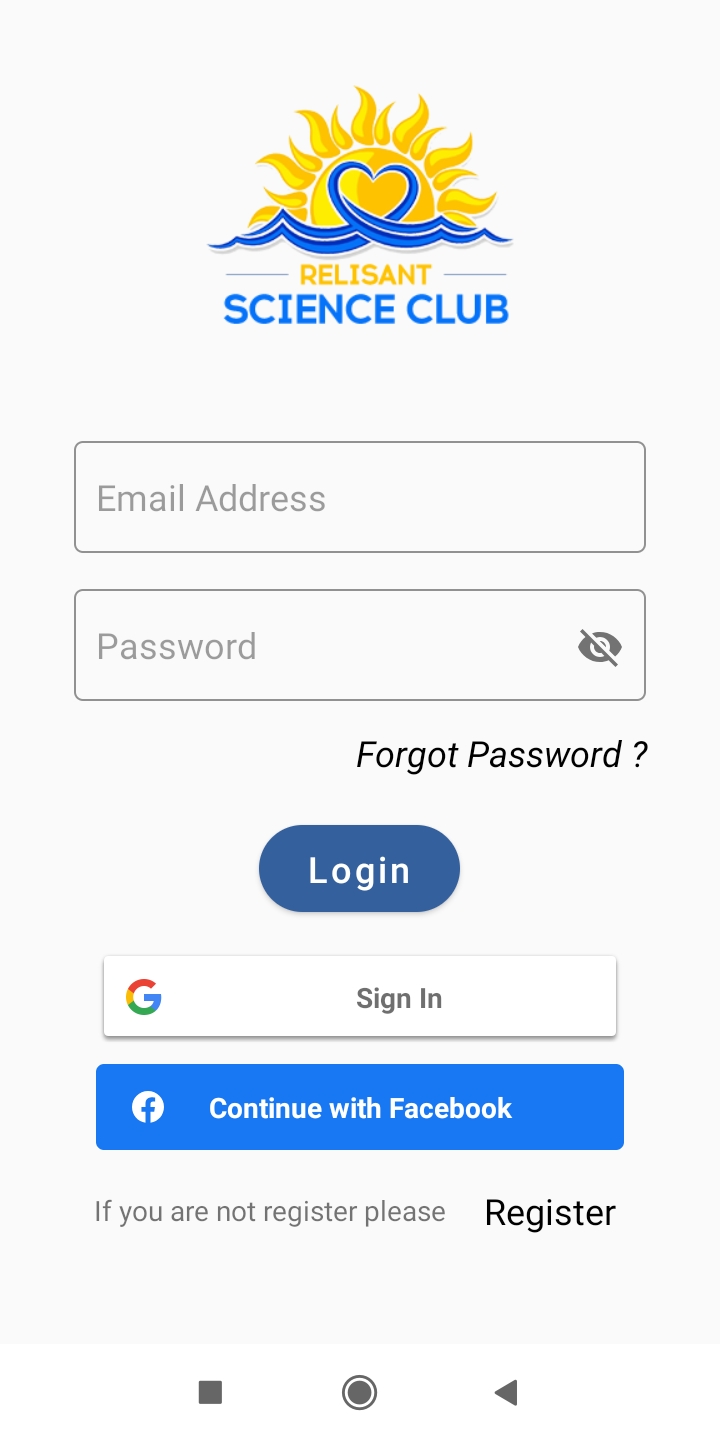 RELISANT
SCIENCE CLUB
Email Address
Password
Forgot Password ?
Login
Sign In
Continue with Facebook
If you are not register please Register